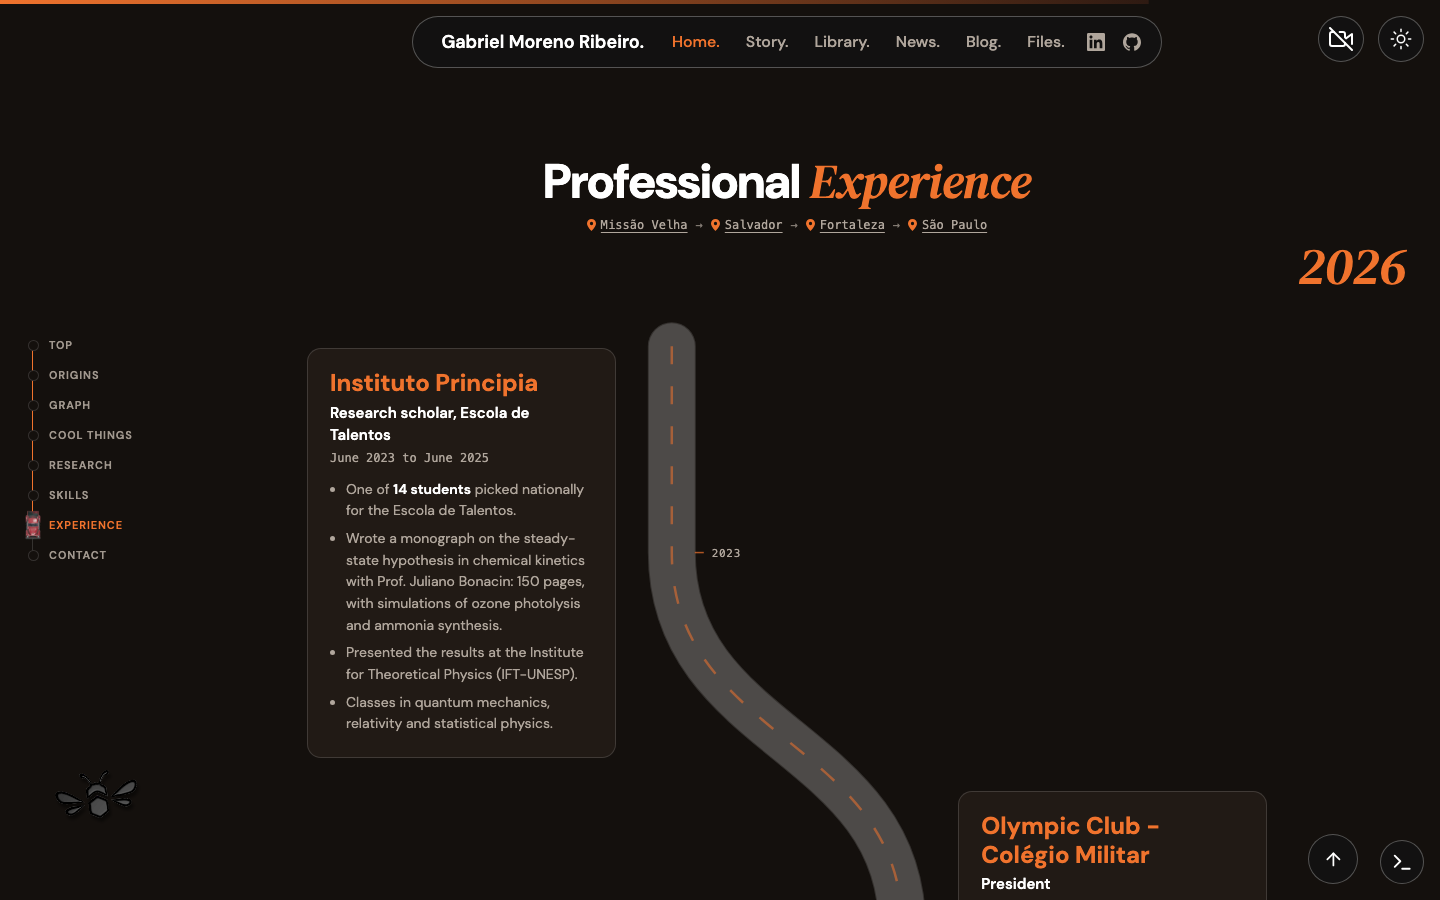 Gabriel Moreno Ribeiro. Home. Story. Library. News. Blog. Files.
Professional Experience
Missão Velha → Salvador → Fortaleza → São Paulo
2026
TOP
ORIGINS
GRAPH
COOL THINGS
RESEARCH
SKILLS
EXPERIENCE
CONTACT
Instituto Principia
Research scholar, Escola de
Talentos
June 2023 to June 2025
• One of 14 students picked nationally
for the Escola de Talentos.
• Wrote a monograph on the steady-
state hypothesis in chemical kinetics
with Prof. Juliano Bonacin: 150 pages,
with simulations of ozone photolysis
and ammonia synthesis.
• Presented the results at the Institute
for Theoretical Physics (IFT-UNESP).
• Classes in quantum mechanics,
relativity and statistical physics.
2023
Olympic Club -
Colégio Militar
President